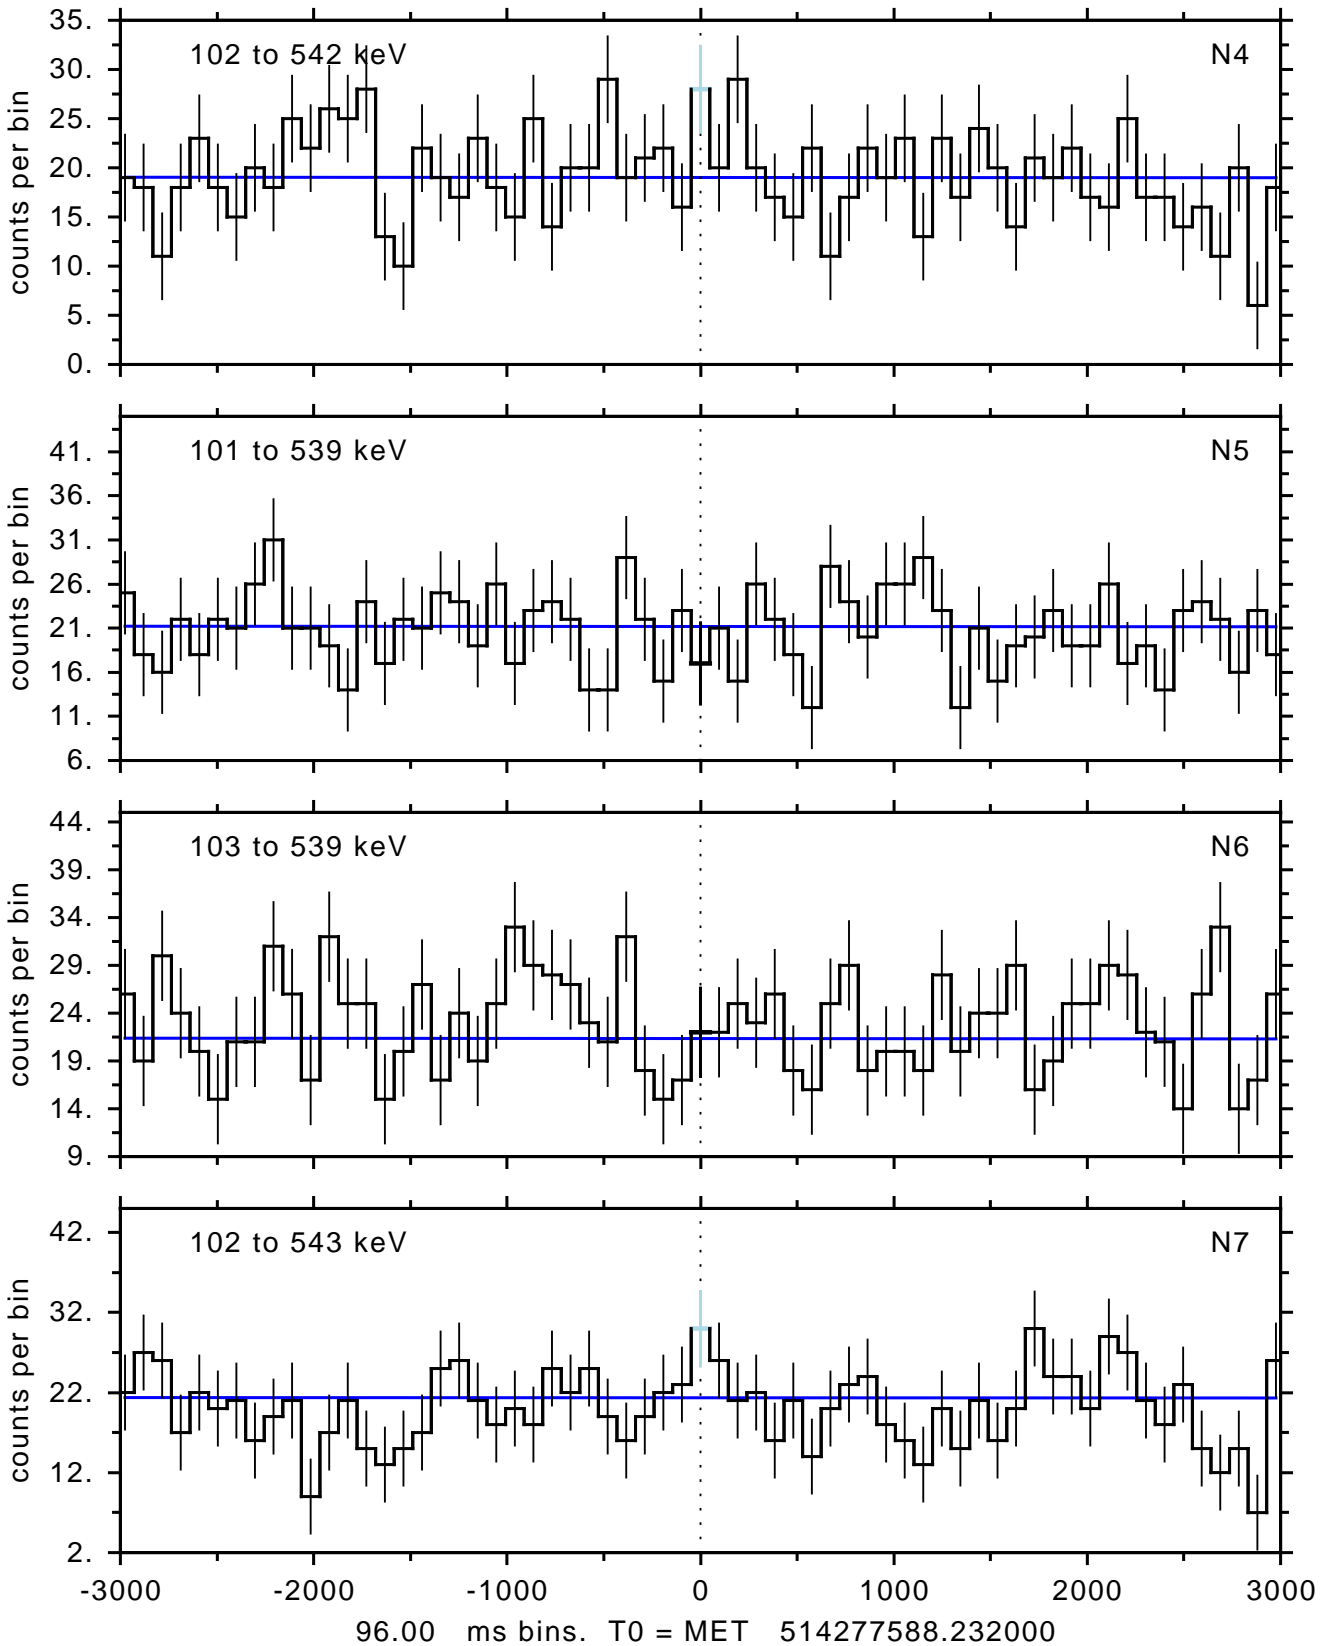 35.
30.
25.
20.
15.
10.
5.
0.
counts per bin
102 to 542 keV
N4
41.
36.
31.
26.
21.
16.
11.
6.
counts per bin
101 to 539 keV
N5
44.
39.
34.
29.
24.
19.
14.
9.
counts per bin
103 to 539 keV
N6
42.
32.
22.
12.
2.
counts per bin
102 to 543 keV
N7
-3000 -2000 -1000 0 1000 2000 3000
96.00 ms bins. T0 = MET 514277588.232000